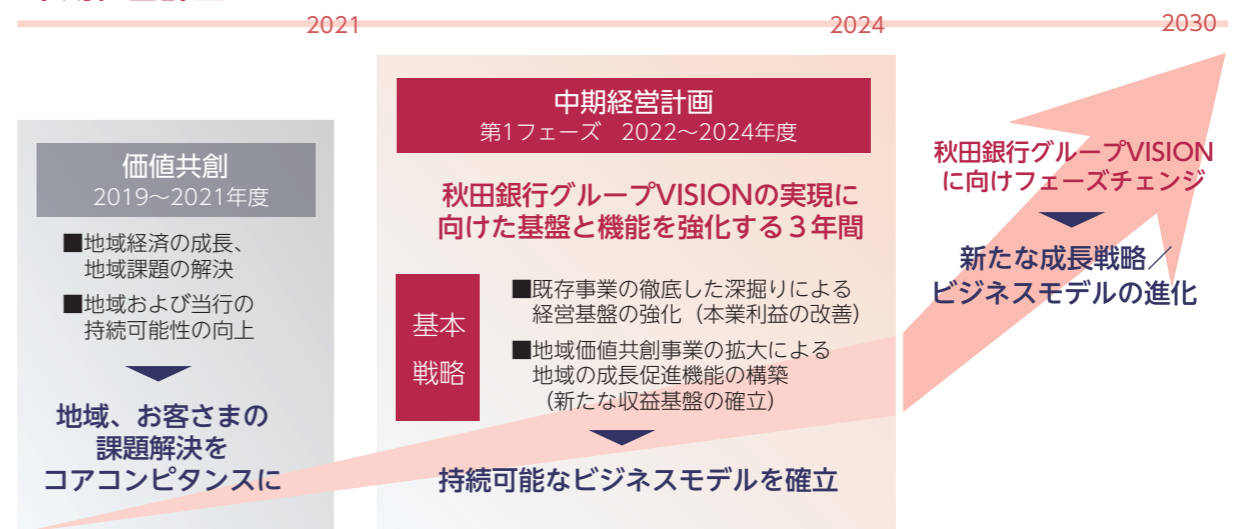 2021
2024
2030
価値共創
2019〜2021年度
■地域経済の成長、
地域課題の解決
■地域および当行の
持続可能性の向上
地域、お客さまの
課題解決を
コアコンピタンスに
中期経営計画
第1フェーズ 2022〜2024年度
秋田銀行グループVISIONの実現に
向けた基盤と機能を強化する3年間
基本
戦略
■既存事業の徹底した深掘りによる
経営基盤の強化（本業利益の改善）
■地域価値共創事業の拡大による
地域の成長促進機能の構築
（新たな収益基盤の確立）
持続可能なビジネスモデルを確立
秋田銀行グループVISION
に向けフェーズチェンジ
新たな成長戦略／
ビジネスモデルの進化